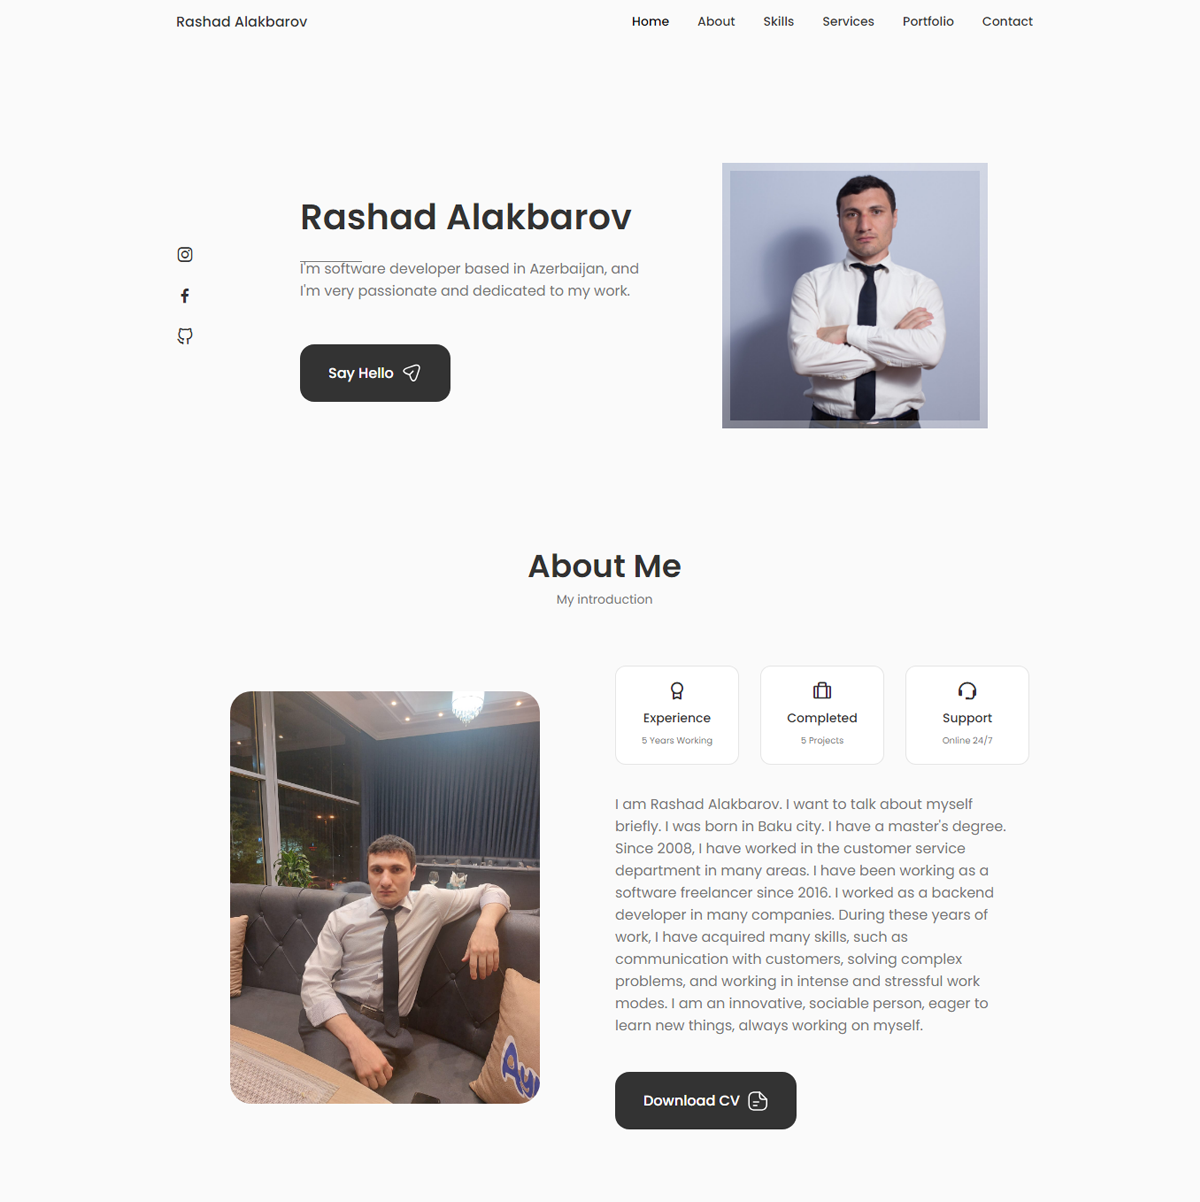 Rashad Alakbarov
Home About Skills Services Portfolio Contact
Rashad Alakbarov
I'm software developer based in Azerbaijan, and
I'm very passionate and dedicated to my work.
Say Hello
About Me
My introduction
Experience
5 Years Working
Completed
5 Projects
Support
Online 24/7
I am Rashad Alakbarov. I want to talk about myself
briefly. I was born in Baku city. I have a master's degree.
Since 2008, I have worked in the customer service
department in many areas. I have been working as a
software freelancer since 2016. I worked as a backend
developer in many companies. During these years of
work, I have acquired many skills, such as
communication with customers, solving complex
problems, and working in intense and stressful work
modes. I am an innovative, sociable person, eager to
learn new things, always working on myself.
Download CV